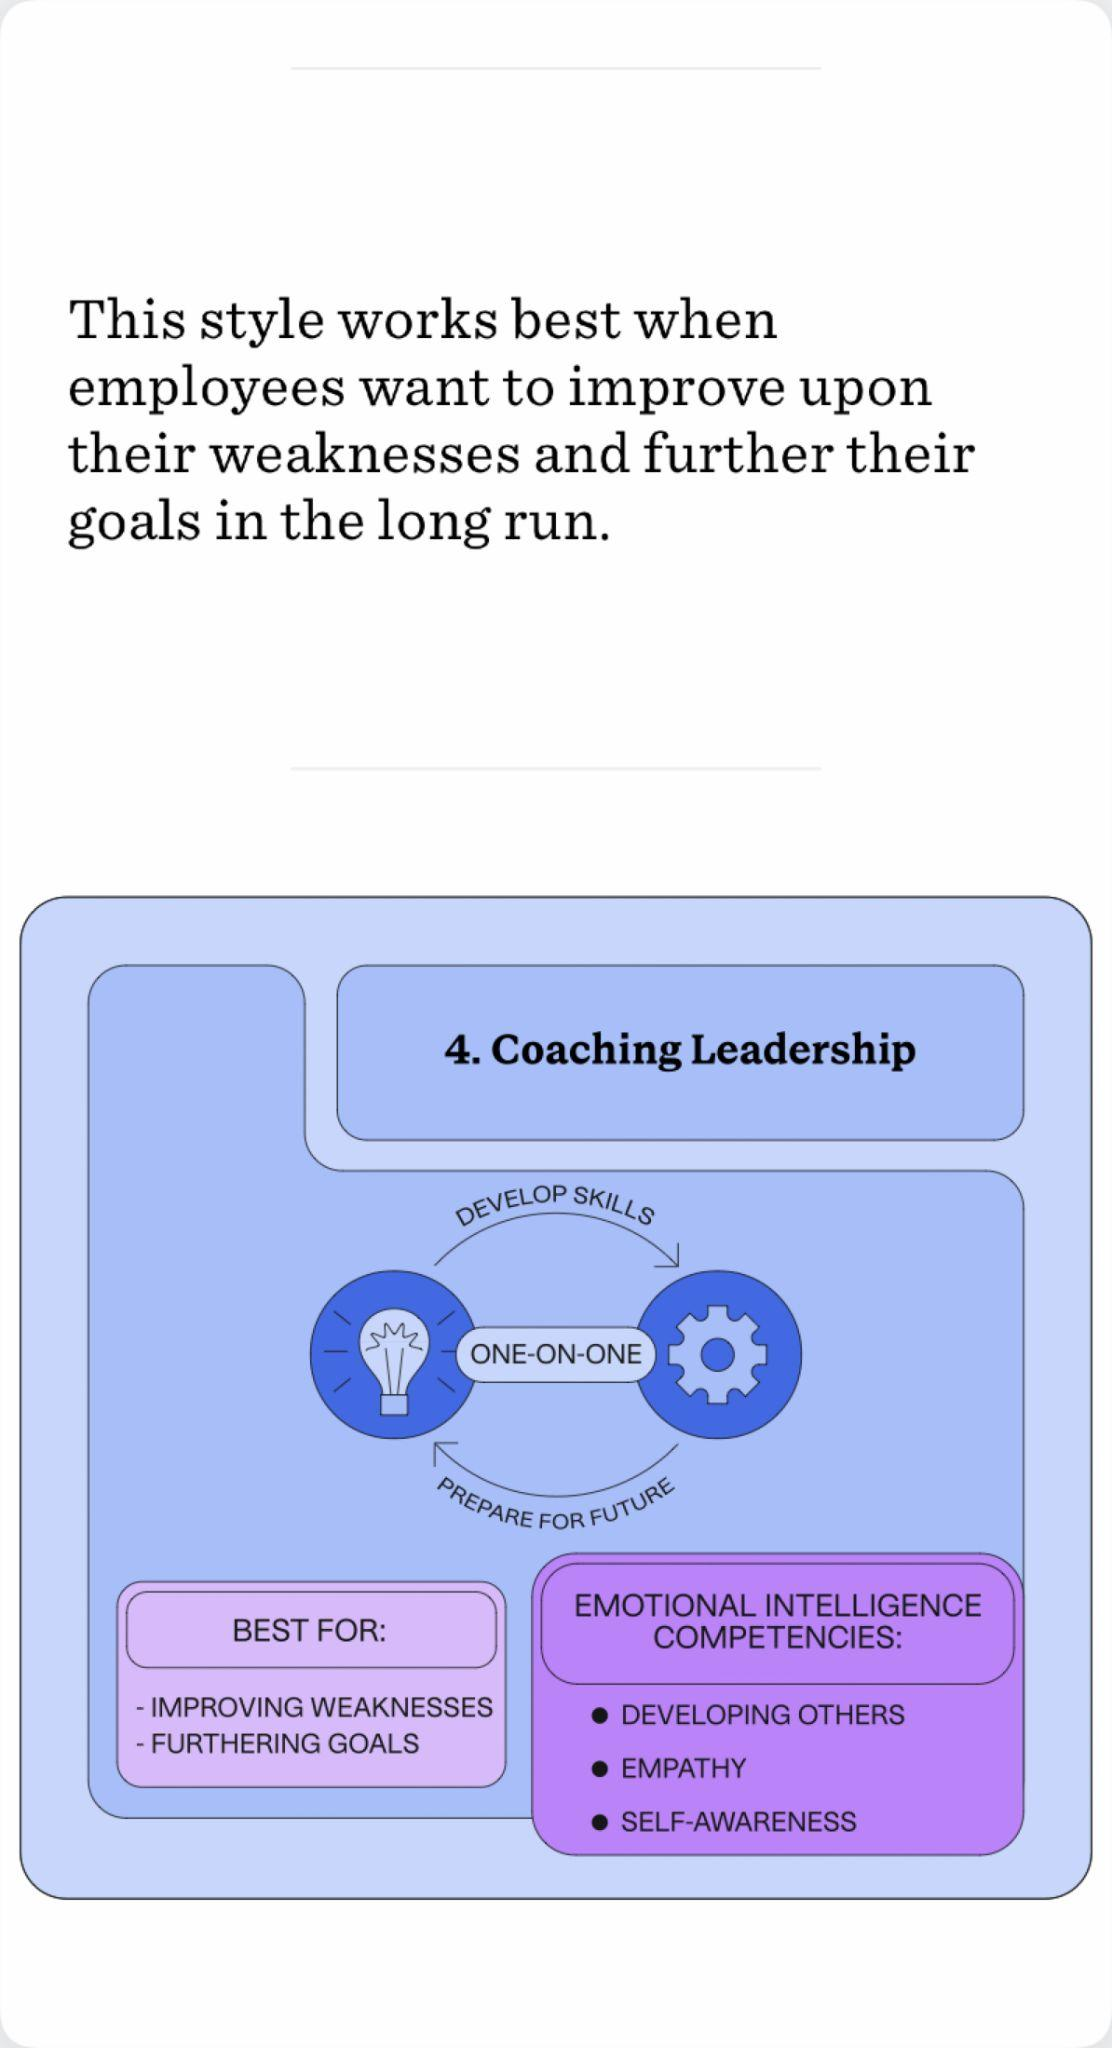 This style works best when
employees want to improve upon
their weaknesses and further their
goals in the long run.
4. Coaching Leadership
DEVELOP SKILLS
ONE-ON-ONE
PREPARE FOR FUTURE
BEST FOR:
- IMPROVING WEAKNESSES
- FURTHERING GOALS
EMOTIONAL INTELLIGENCE
COMPETENCIES:
● DEVELOPING OTHERS
● EMPATHY
● SELF-AWARENESS